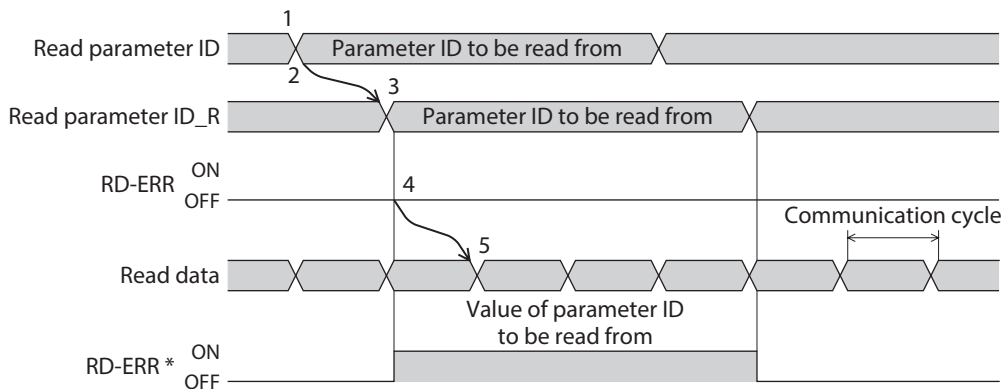 1
Read parameter ID
Parameter ID to be read from
2
3
Read parameter ID_R
Parameter ID to be read from
RD-ERR
ON
OFF
4
Communication cycle
5
Read data
Value of parameter ID
to be read from
RD-ERR *
ON
OFF